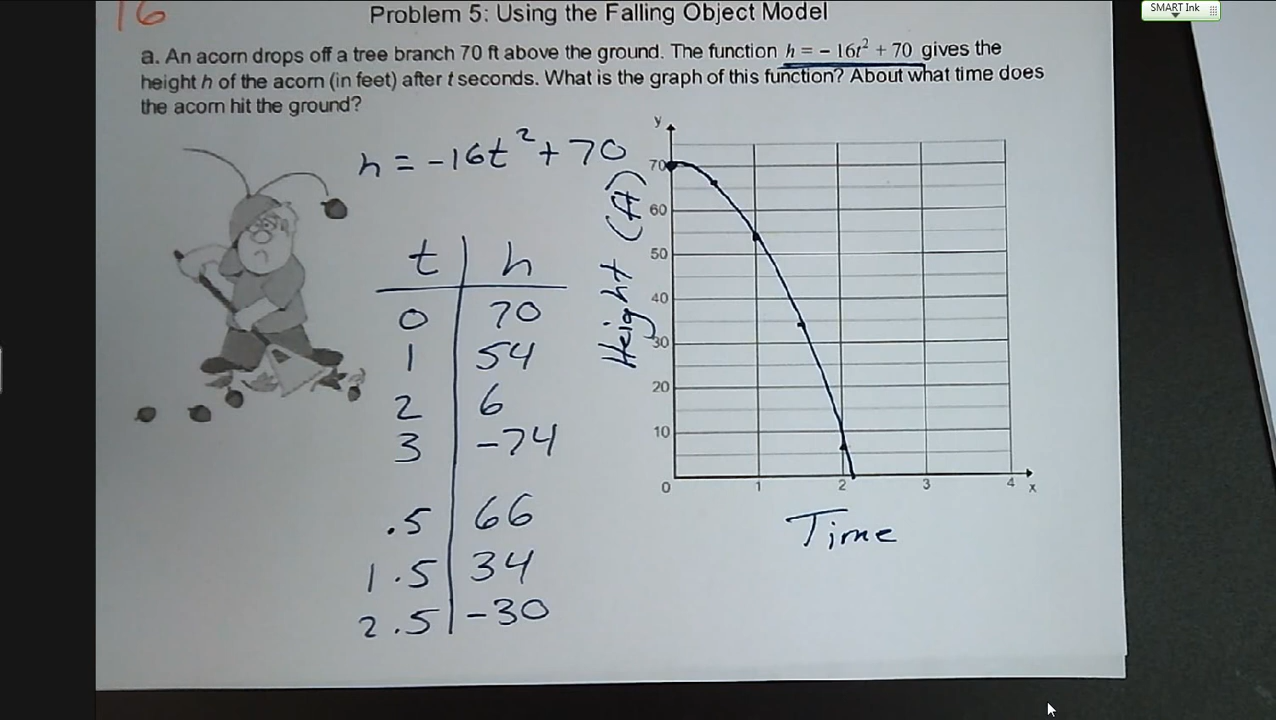 16
Problem 5: Using the Falling Object Model
SMART Ink
a. An acorn drops off a tree branch 70 ft above the ground. The function h = − 16t² + 70 gives the
height h of the acorn (in feet) after t seconds. What is the graph of this function? About what time does
the acorn hit the ground?
h = -16t² + 70
t h
0 70
1 54
2 6
3 -74
.5 66
1.5 34
2.5 -30
Height (ft)
y
70
60
50
40
30
20
10
0 1 2 3 4 x
Time